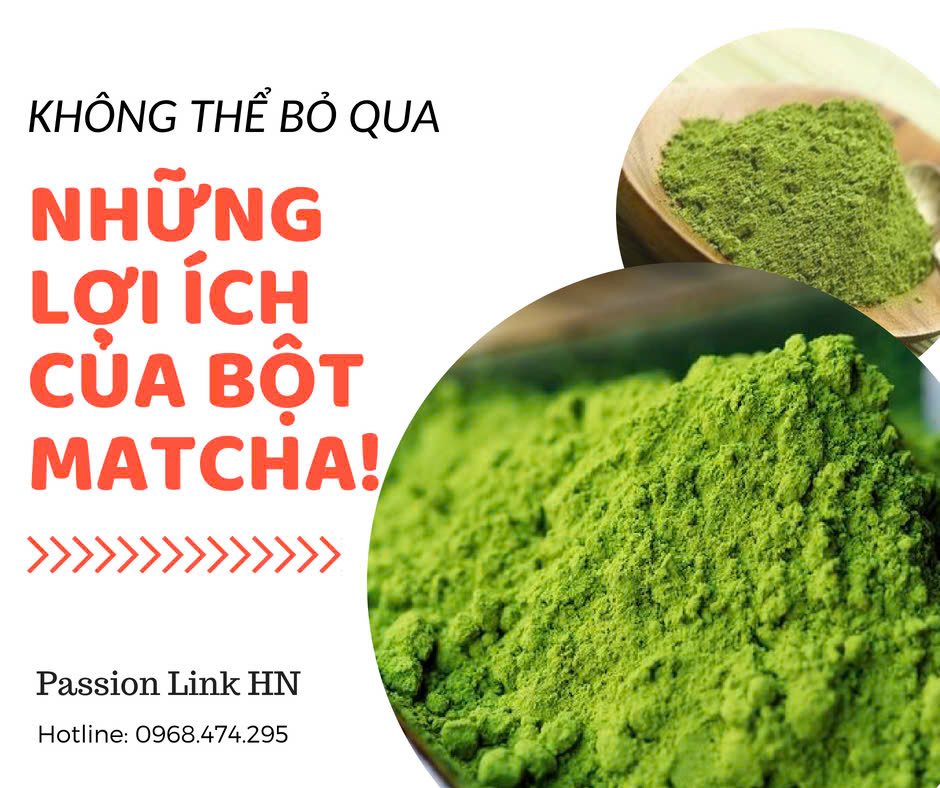 KHÔNG THỂ BỎ QUA
NHỮNG
LỢI ÍCH
CỦA BỘT
MATCHA!
Passion Link HN
Hotline: 0968.474.295